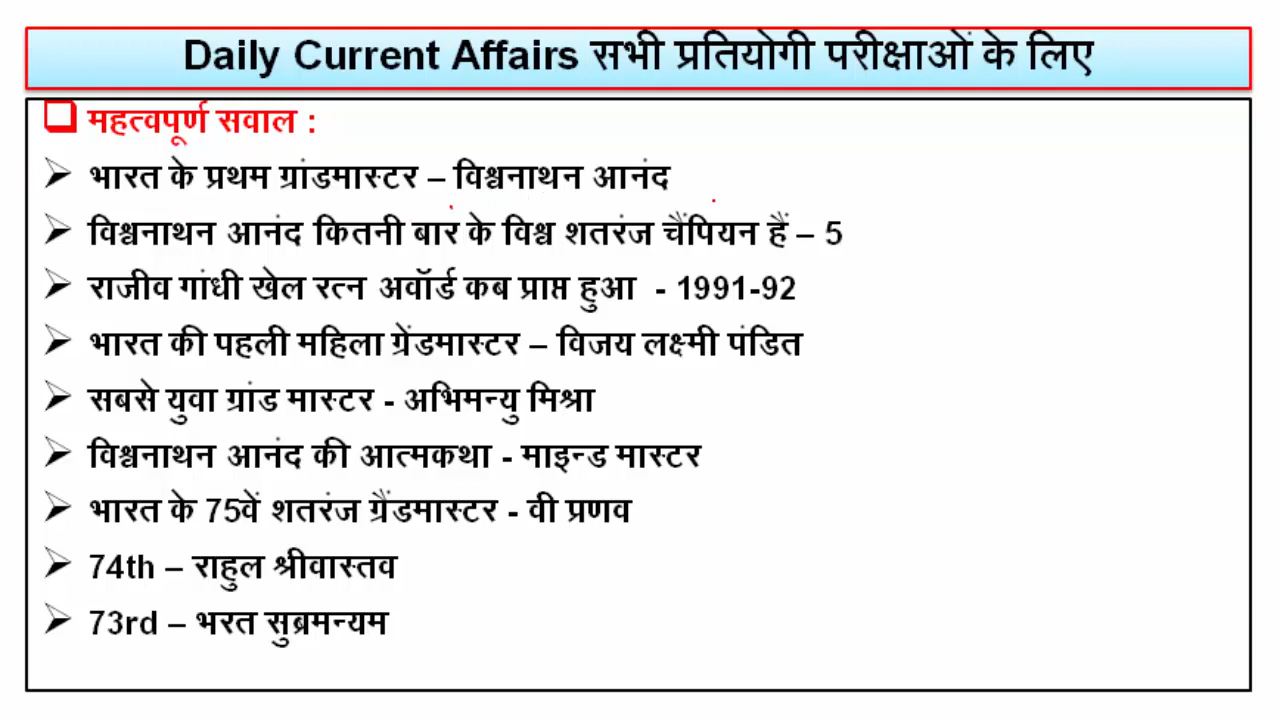 Daily Current Affairs सभी प्रतियोगी परीक्षाओं के लिए
महत्वपूर्ण सवाल :
भारत के प्रथम ग्रांडमास्टर – विश्वनाथन आनंद
विश्वनाथन आनंद कितनी बार के विश्व शतरंज चैंपियन हैं – 5
राजीव गांधी खेल रत्न अवॉर्ड कब प्राप्त हुआ - 1991-92
भारत की पहली महिला ग्रेंडमास्टर – विजय लक्ष्मी पंडित
सबसे युवा ग्रांड मास्टर - अभिमन्यु मिश्रा
विश्वनाथन आनंद की आत्मकथा - माइन्ड मास्टर
भारत के 75वें शतरंज ग्रैंडमास्टर - वी प्रणव
74th – राहुल श्रीवास्तव
73rd – भरत सुब्रमन्यम